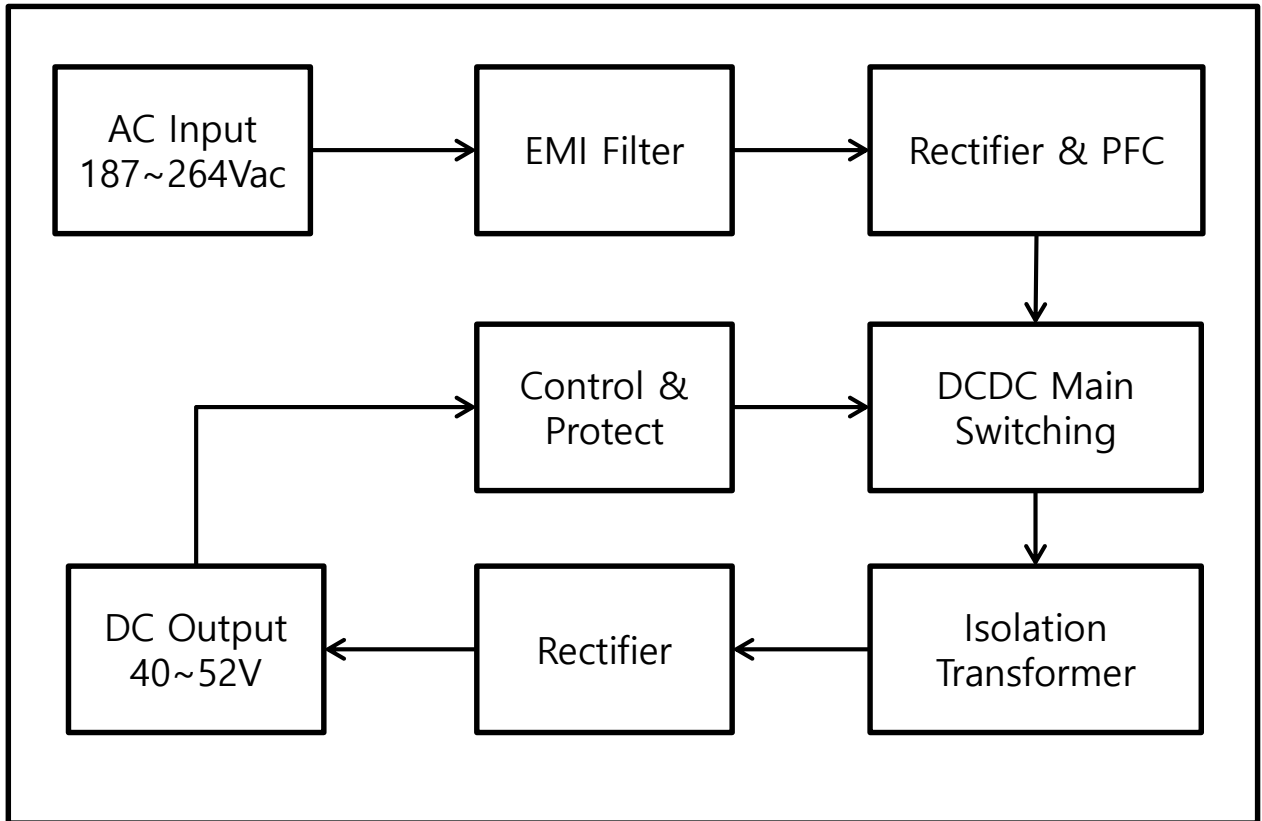 AC Input
187~264Vac
EMI Filter
Rectifier & PFC
Control &
Protect
DCDC Main
Switching
DC Output
40~52V
Rectifier
Isolation
Transformer